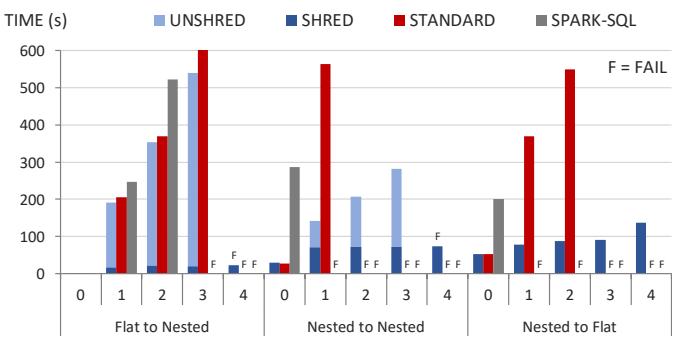 TIME (s) UNSHRED SHRED STANDARD SPARK-SQL
600
F = FAIL
500
400
300
200
100
0
F F F F F F F F F F F F F F F F F F F
0 1 2 3 4 0 1 2 3 4 0 1 2 3 4
Flat to Nested Nested to Nested Nested to Flat